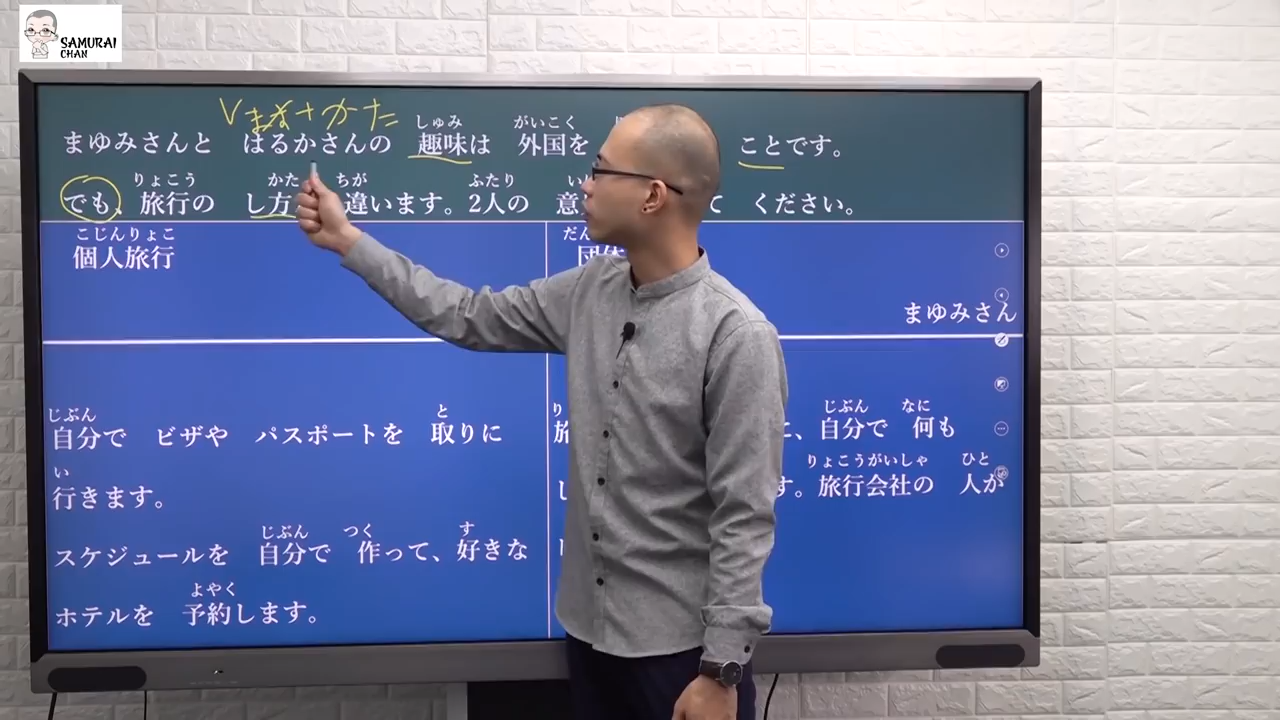 SAMURAI
CHAN
Vます+かた
まゆみさんと はるかさんの 趣味は 外国を ことです。
しゅみ がいこく
でも、旅行の し方 違います。2人の 意 て ください。
りょこう かた ちが ふたり
こじんりょこ
個人旅行
だん
団体
まゆみさん
じぶん と
自分で ビザや パスポートを 取りに
い
行きます。
じぶん つく す
スケジュールを 自分で 作って、好きな
よやく
ホテルを 予約します。
り じぶん なに
旅 に、自分で 何も
りょこうがいしゃ ひと
し す。旅行会社の 人が